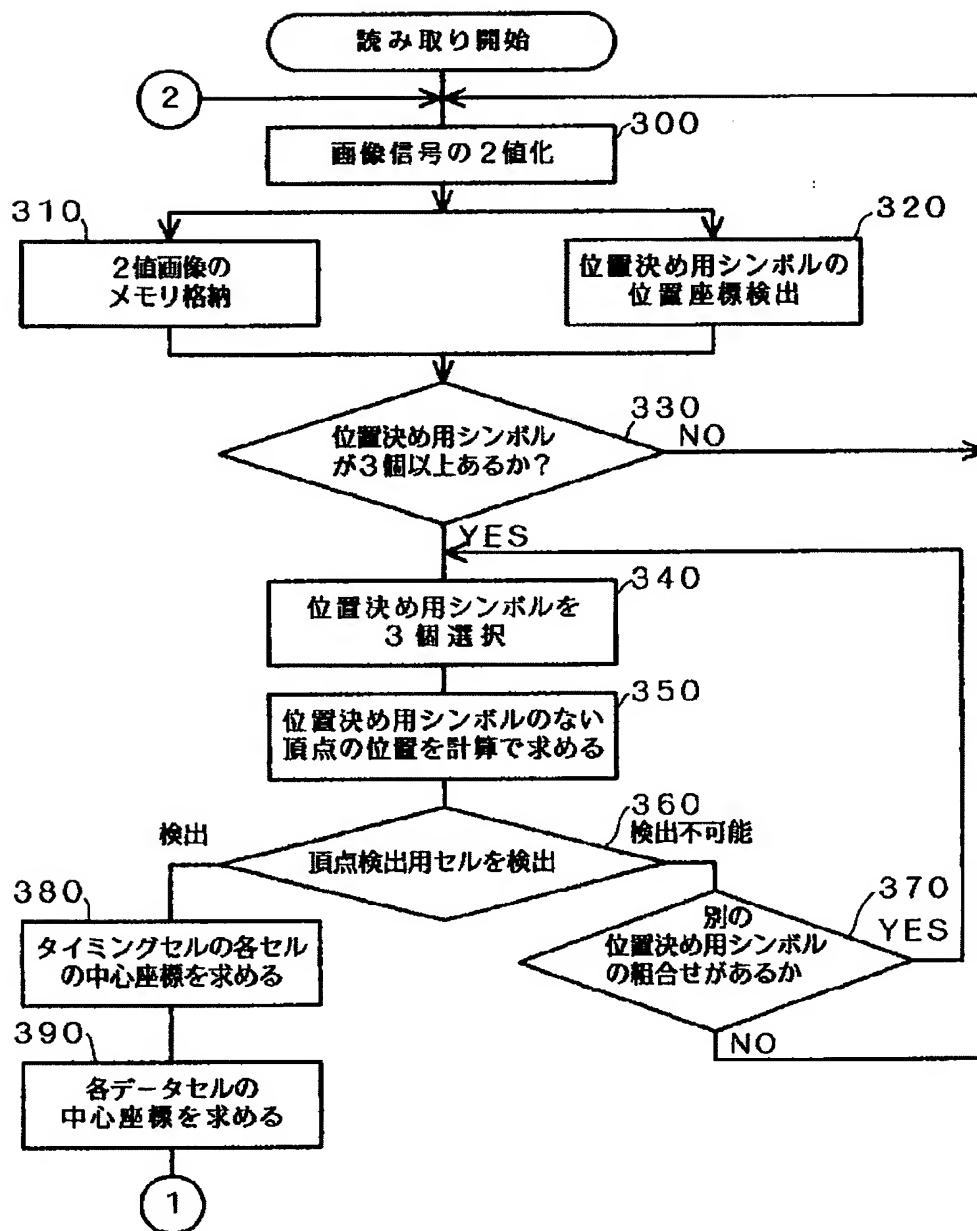 読み取り開始
2
300
画像信号の2値化
310
2値画像の
メモリ格納
320
位置決め用シンボルの
位置座標検出
330
位置決め用シンボル
が3個以上あるか?
NO
YES
340
位置決め用シンボルを
3個選択
350
位置決め用シンボルのない
頂点の位置を計算で求める
360
検出
検出不可能
頂点検出用セルを検出
370
別の
位置決め用シンボル
の組合せがあるか
YES
NO
380
タイミングセルの各セル
の中心座標を求める
390
各データセルの
中心座標を求める
1